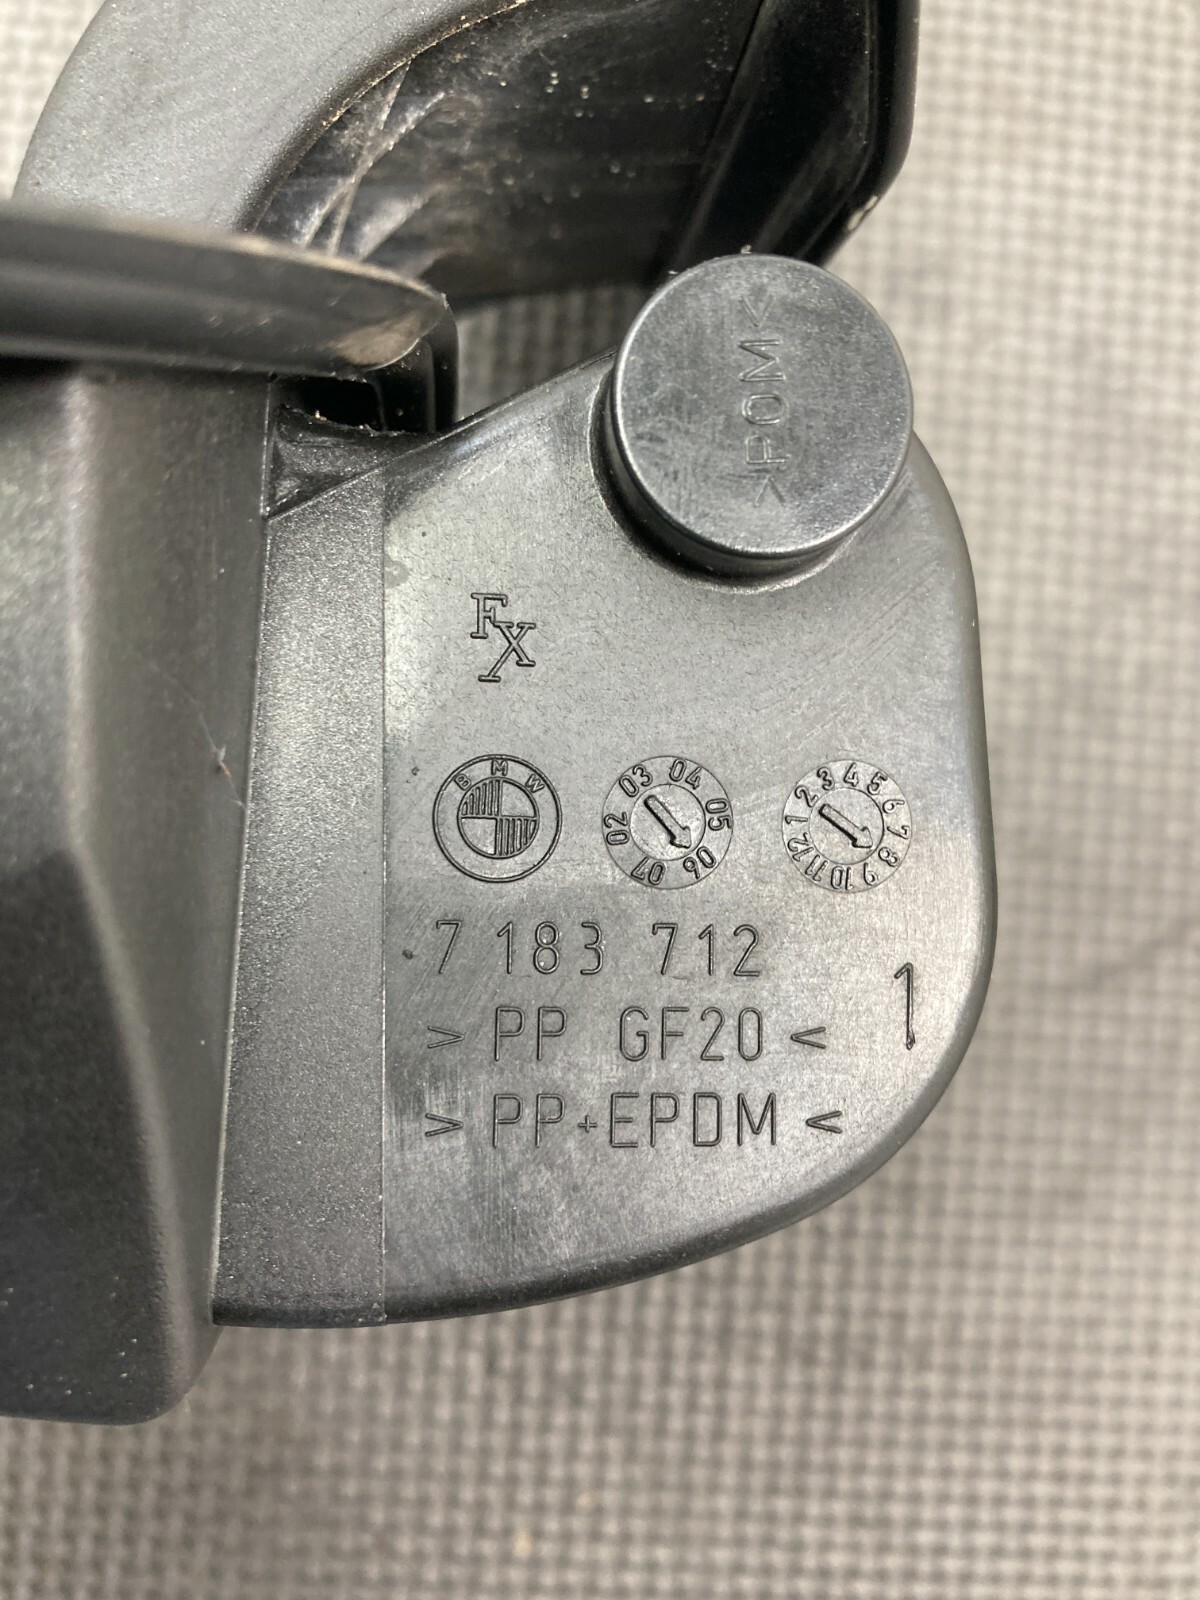 >POM<
FX
BMW
02 03 04 05 06 07
1 2 3 4 5 6 7 8 9 10 11 12
7 183 712
1
> PP GF20 <
> PP+EPDM <